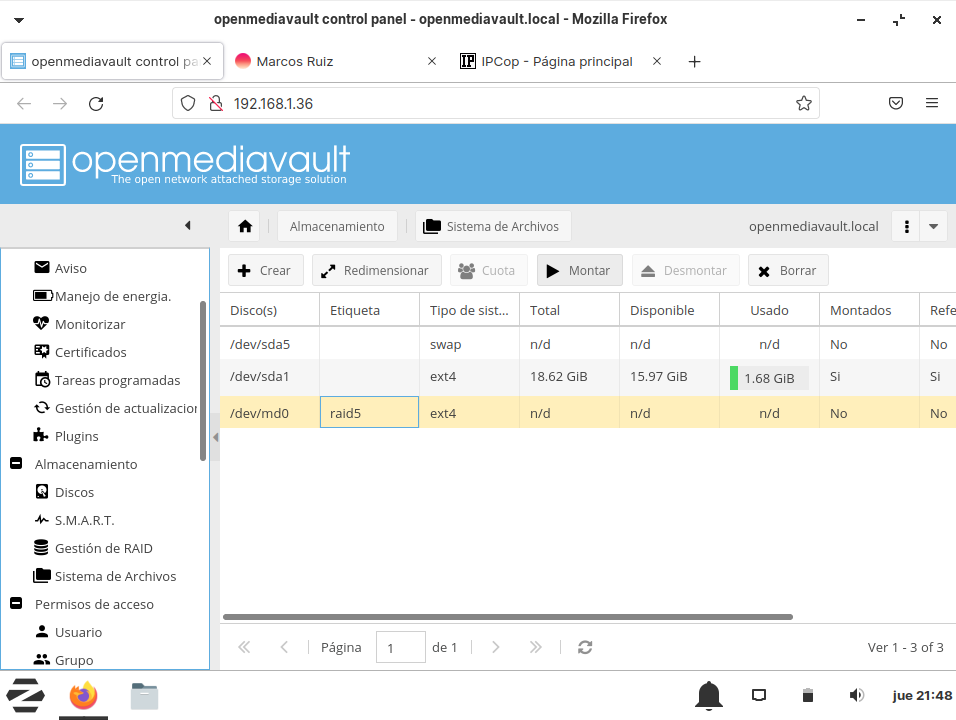 openmediavault control panel - openmediavault.local - Mozilla Firefox
openmediavault control pa
Marcos Ruiz
IPCop - Página principal
192.168.1.36
openmediavault
The open network attached storage solution
Almacenamiento
Sistema de Archivos
openmediavault.local
Aviso
Manejo de energia.
Monitorizar
Certificados
Tareas programadas
Gestión de actualizacion
Plugins
Almacenamiento
Discos
S.M.A.R.T.
Gestión de RAID
Sistema de Archivos
Permisos de acceso
Usuario
Grupo
Crear Redimensionar Cuota Montar Desmontar Borrar
Disco(s) Etiqueta Tipo de sist... Total Disponible Usado Montados Refe
/dev/sda5 swap n/d n/d n/d No No
/dev/sda1 ext4 18.62 GiB 15.97 GiB 1.68 GiB Si Si
/dev/md0 raid5 ext4 n/d n/d n/d No No
Página 1 de 1
Ver 1 - 3 of 3
jue 21:48